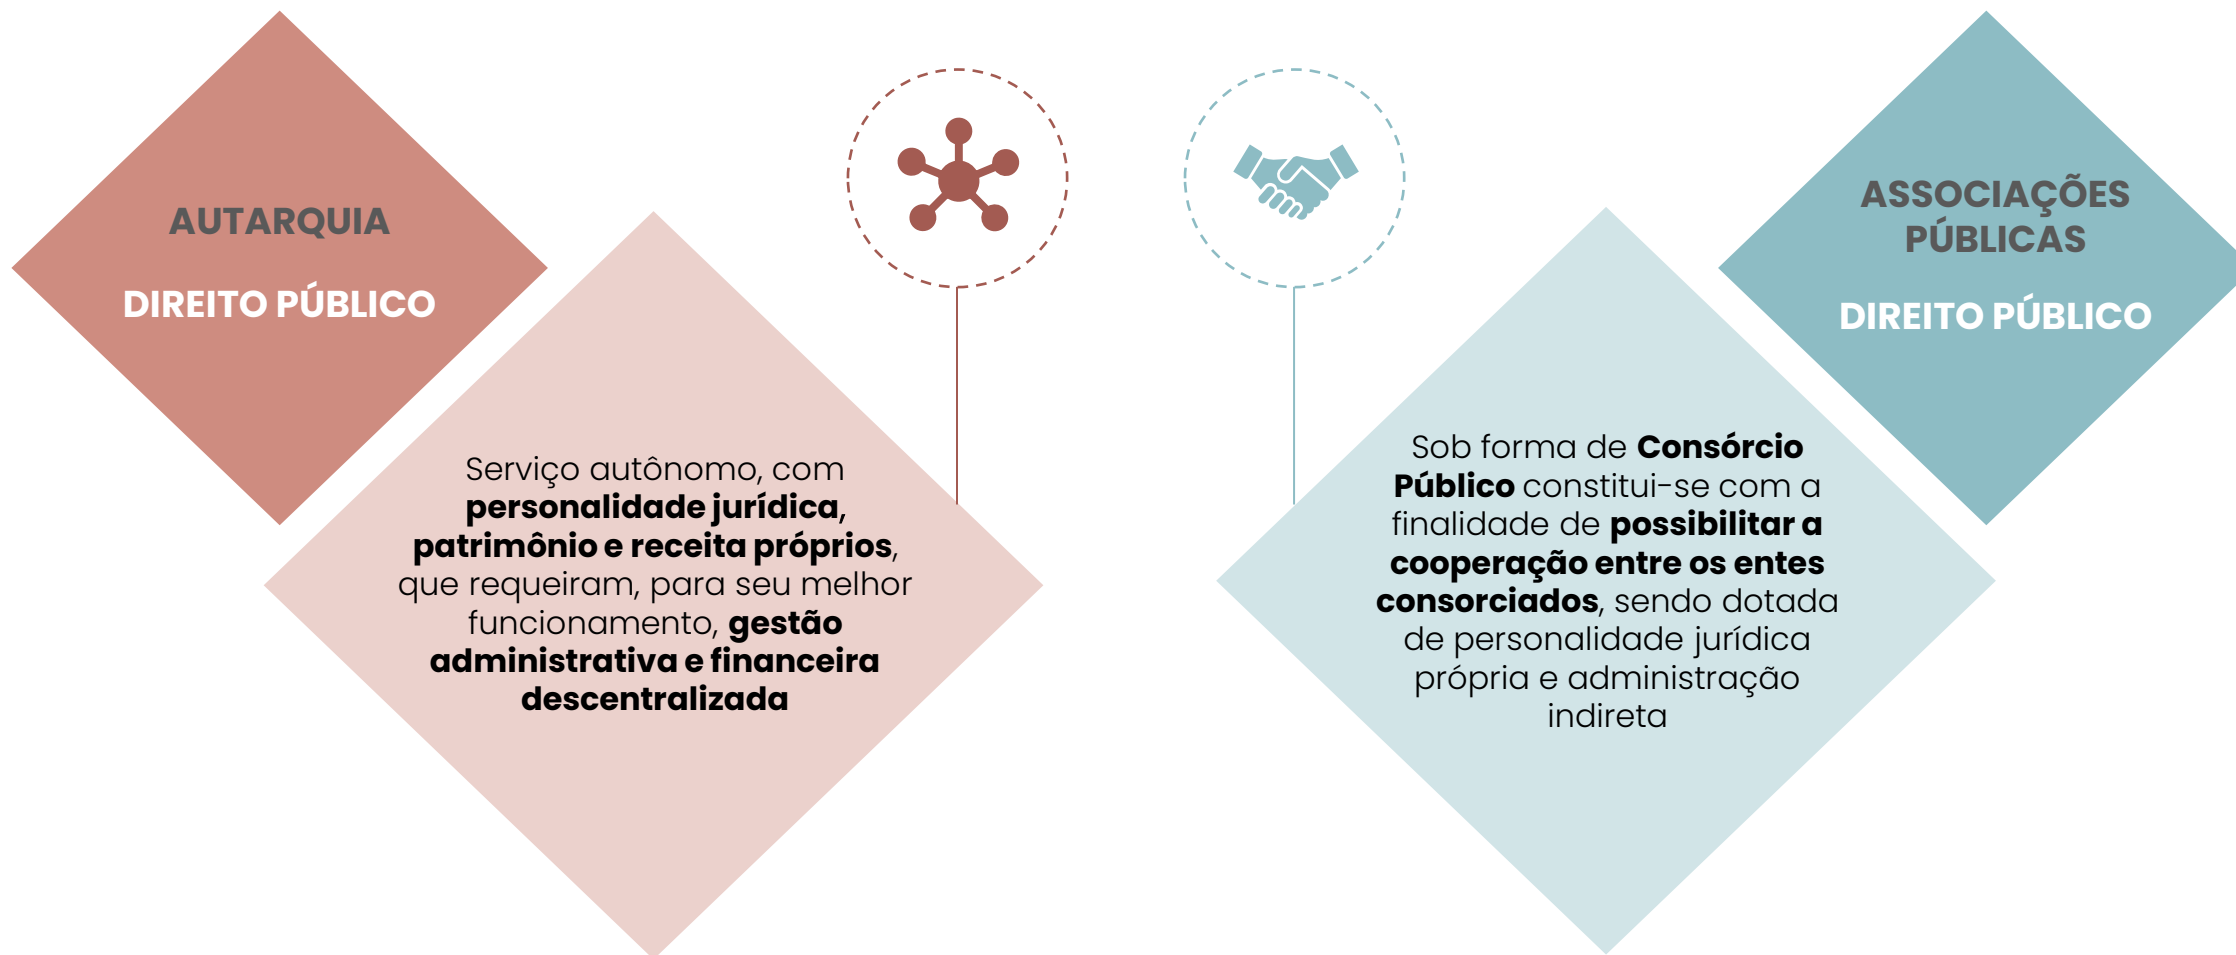 AUTARQUIA
DIREITO PÚBLICO
Serviço autônomo, com
personalidade jurídica,
patrimônio e receita próprios,
que requeiram, para seu melhor
funcionamento, gestão
administrativa e financeira
descentralizada
ASSOCIAÇÕES
PÚBLICAS
DIREITO PÚBLICO
Sob forma de Consórcio
Público constitui-se com a
finalidade de possibilitar a
cooperação entre os entes
consorciados, sendo dotada
de personalidade jurídica
própria e administração
indireta